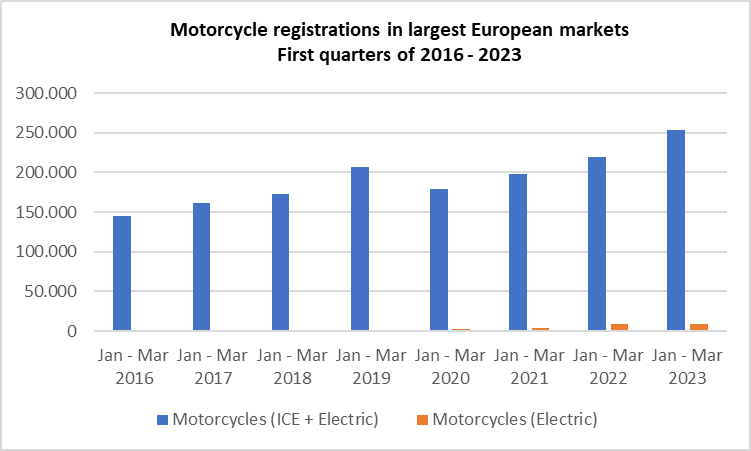 Motorcycle registrations in largest European markets
First quarters of 2016 - 2023
300.000
250.000
200.000
150.000
100.000
50.000
0
Jan - Mar Jan - Mar Jan - Mar Jan - Mar Jan - Mar Jan - Mar Jan - Mar Jan - Mar
2016 2017 2018 2019 2020 2021 2022 2023
Motorcycles (ICE + Electric) Motorcycles (Electric)